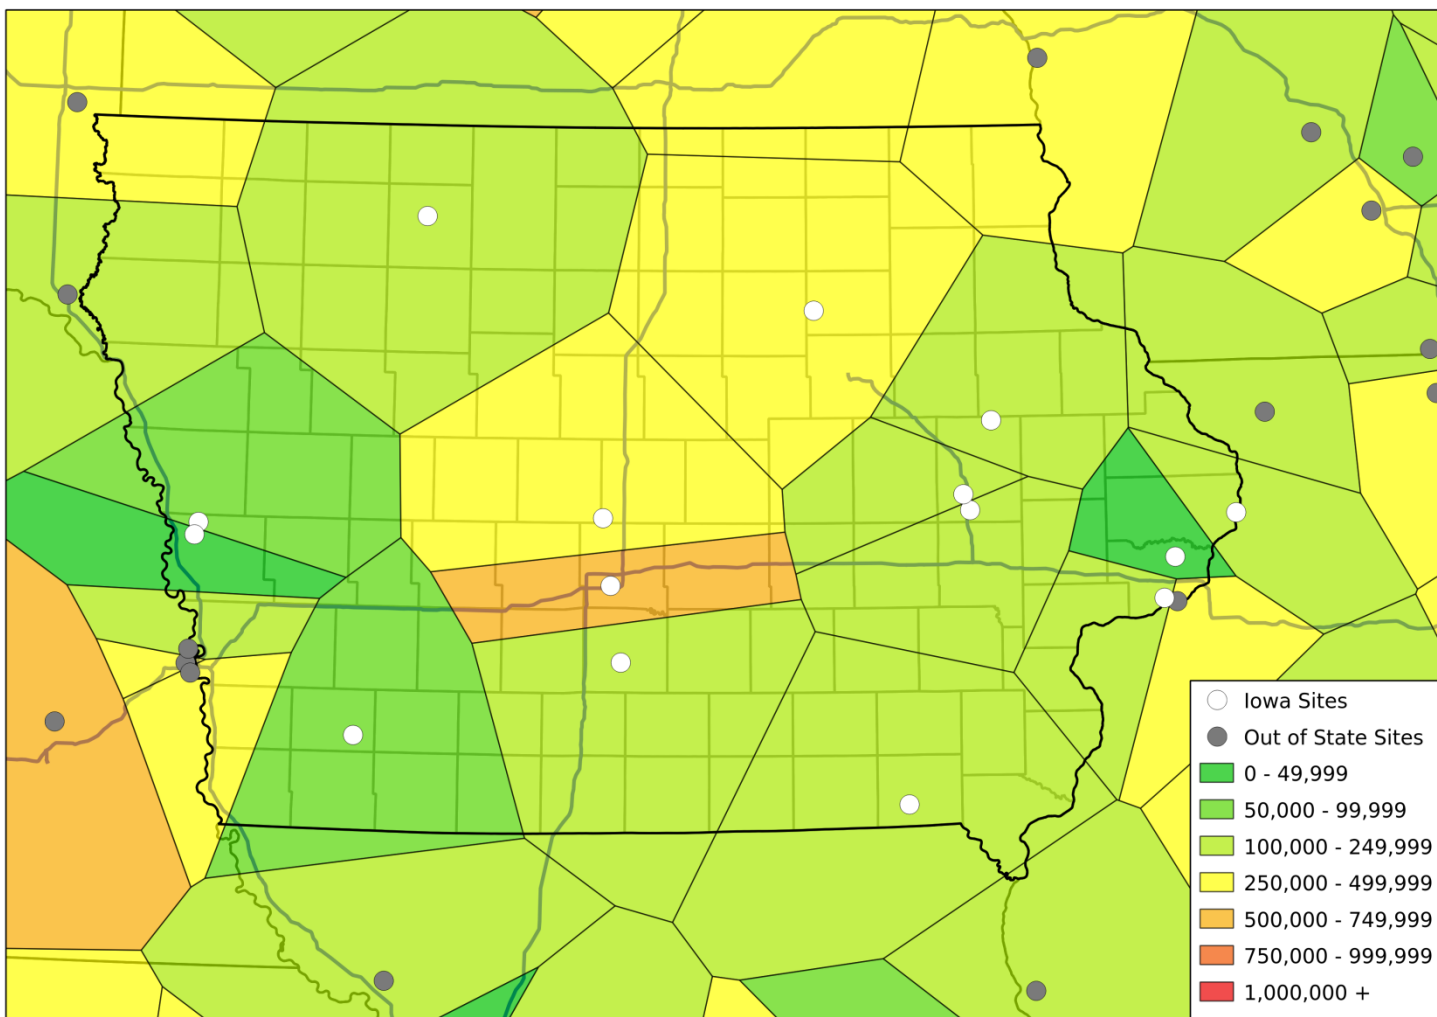 Iowa Sites
Out of State Sites
0 - 49,999
50,000 - 99,999
100,000 - 249,999
250,000 - 499,999
500,000 - 749,999
750,000 - 999,999
1,000,000 +